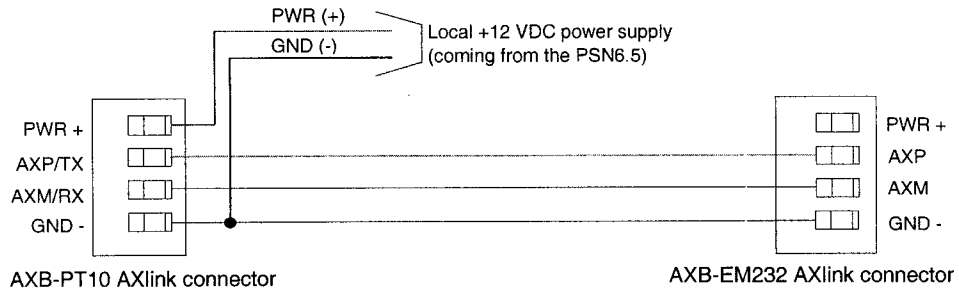 PWR (+)
GND (-)
Local +12 VDC power supply
(coming from the PSN6.5)
PWR +
AXP/TX
AXM/RX
GND -
PWR +
AXP
AXM
GND -
AXB-PT10 AXlink connector
AXB-EM232 AXlink connector